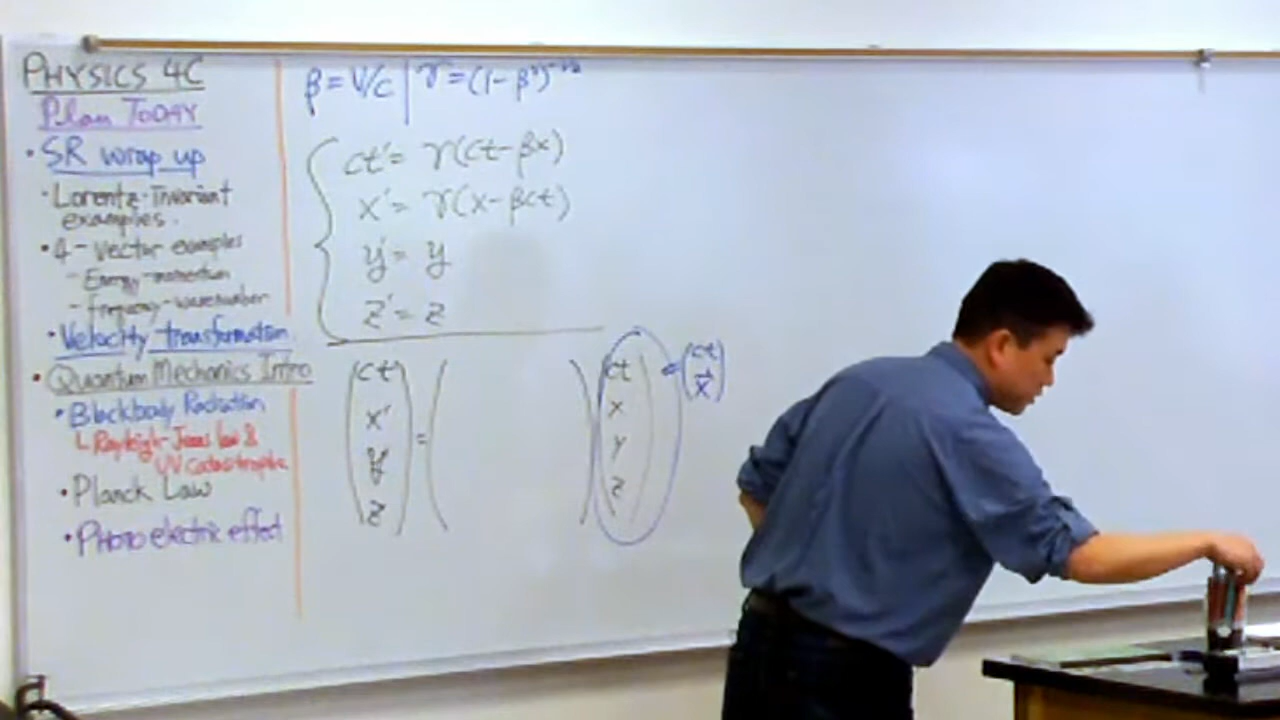 PHYSICS 4C
Plan TODAY
• SR wrap up
• Lorentz-Invariant
examples.
• 4-vector examples
- Energy-momentum
- Frequency-wavenumber
• Velocity transformation
• Quantum Mechanics Intro
• Blackbody Radiation
Rayleigh-Jeans law &
UV catastrophe
• Planck Law
• Photoelectric effect
β = V/c | γ = (1-β²)^-1/2
ct' = γ(ct-βx)
x' = γ(x-βct)
y' = y
z' = z
(ct' x' y' z') = ( ) (ct x y z) = (ct x⃗)